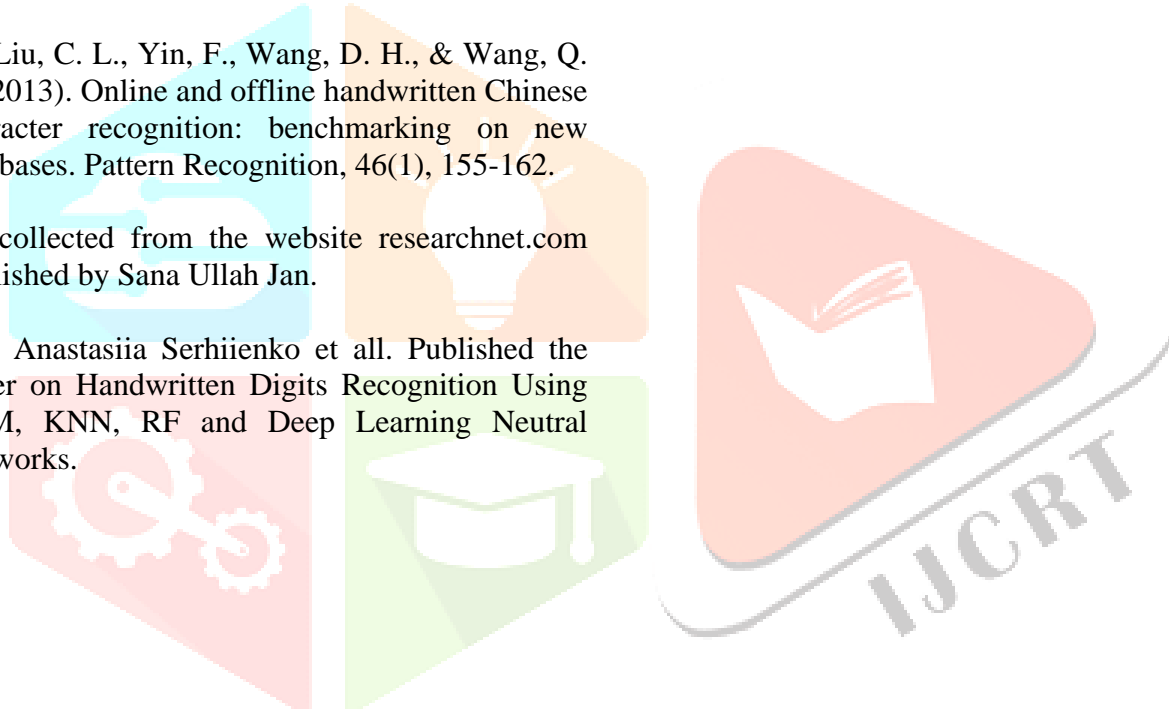 Liu, C. L., Yin, F., Wang, D. H., & Wang, Q.
2013). Online and offline handwritten Chinese
racter recognition: benchmarking on new
bases. Pattern Recognition, 46(1), 155-162.
collected from the website researchnet.com
lished by Sana Ullah Jan.
Anastasiia Serhiienko et all. Published the
er on Handwritten Digits Recognition Using
M, KNN, RF and Deep Learning Neutral
works.
IJCRT